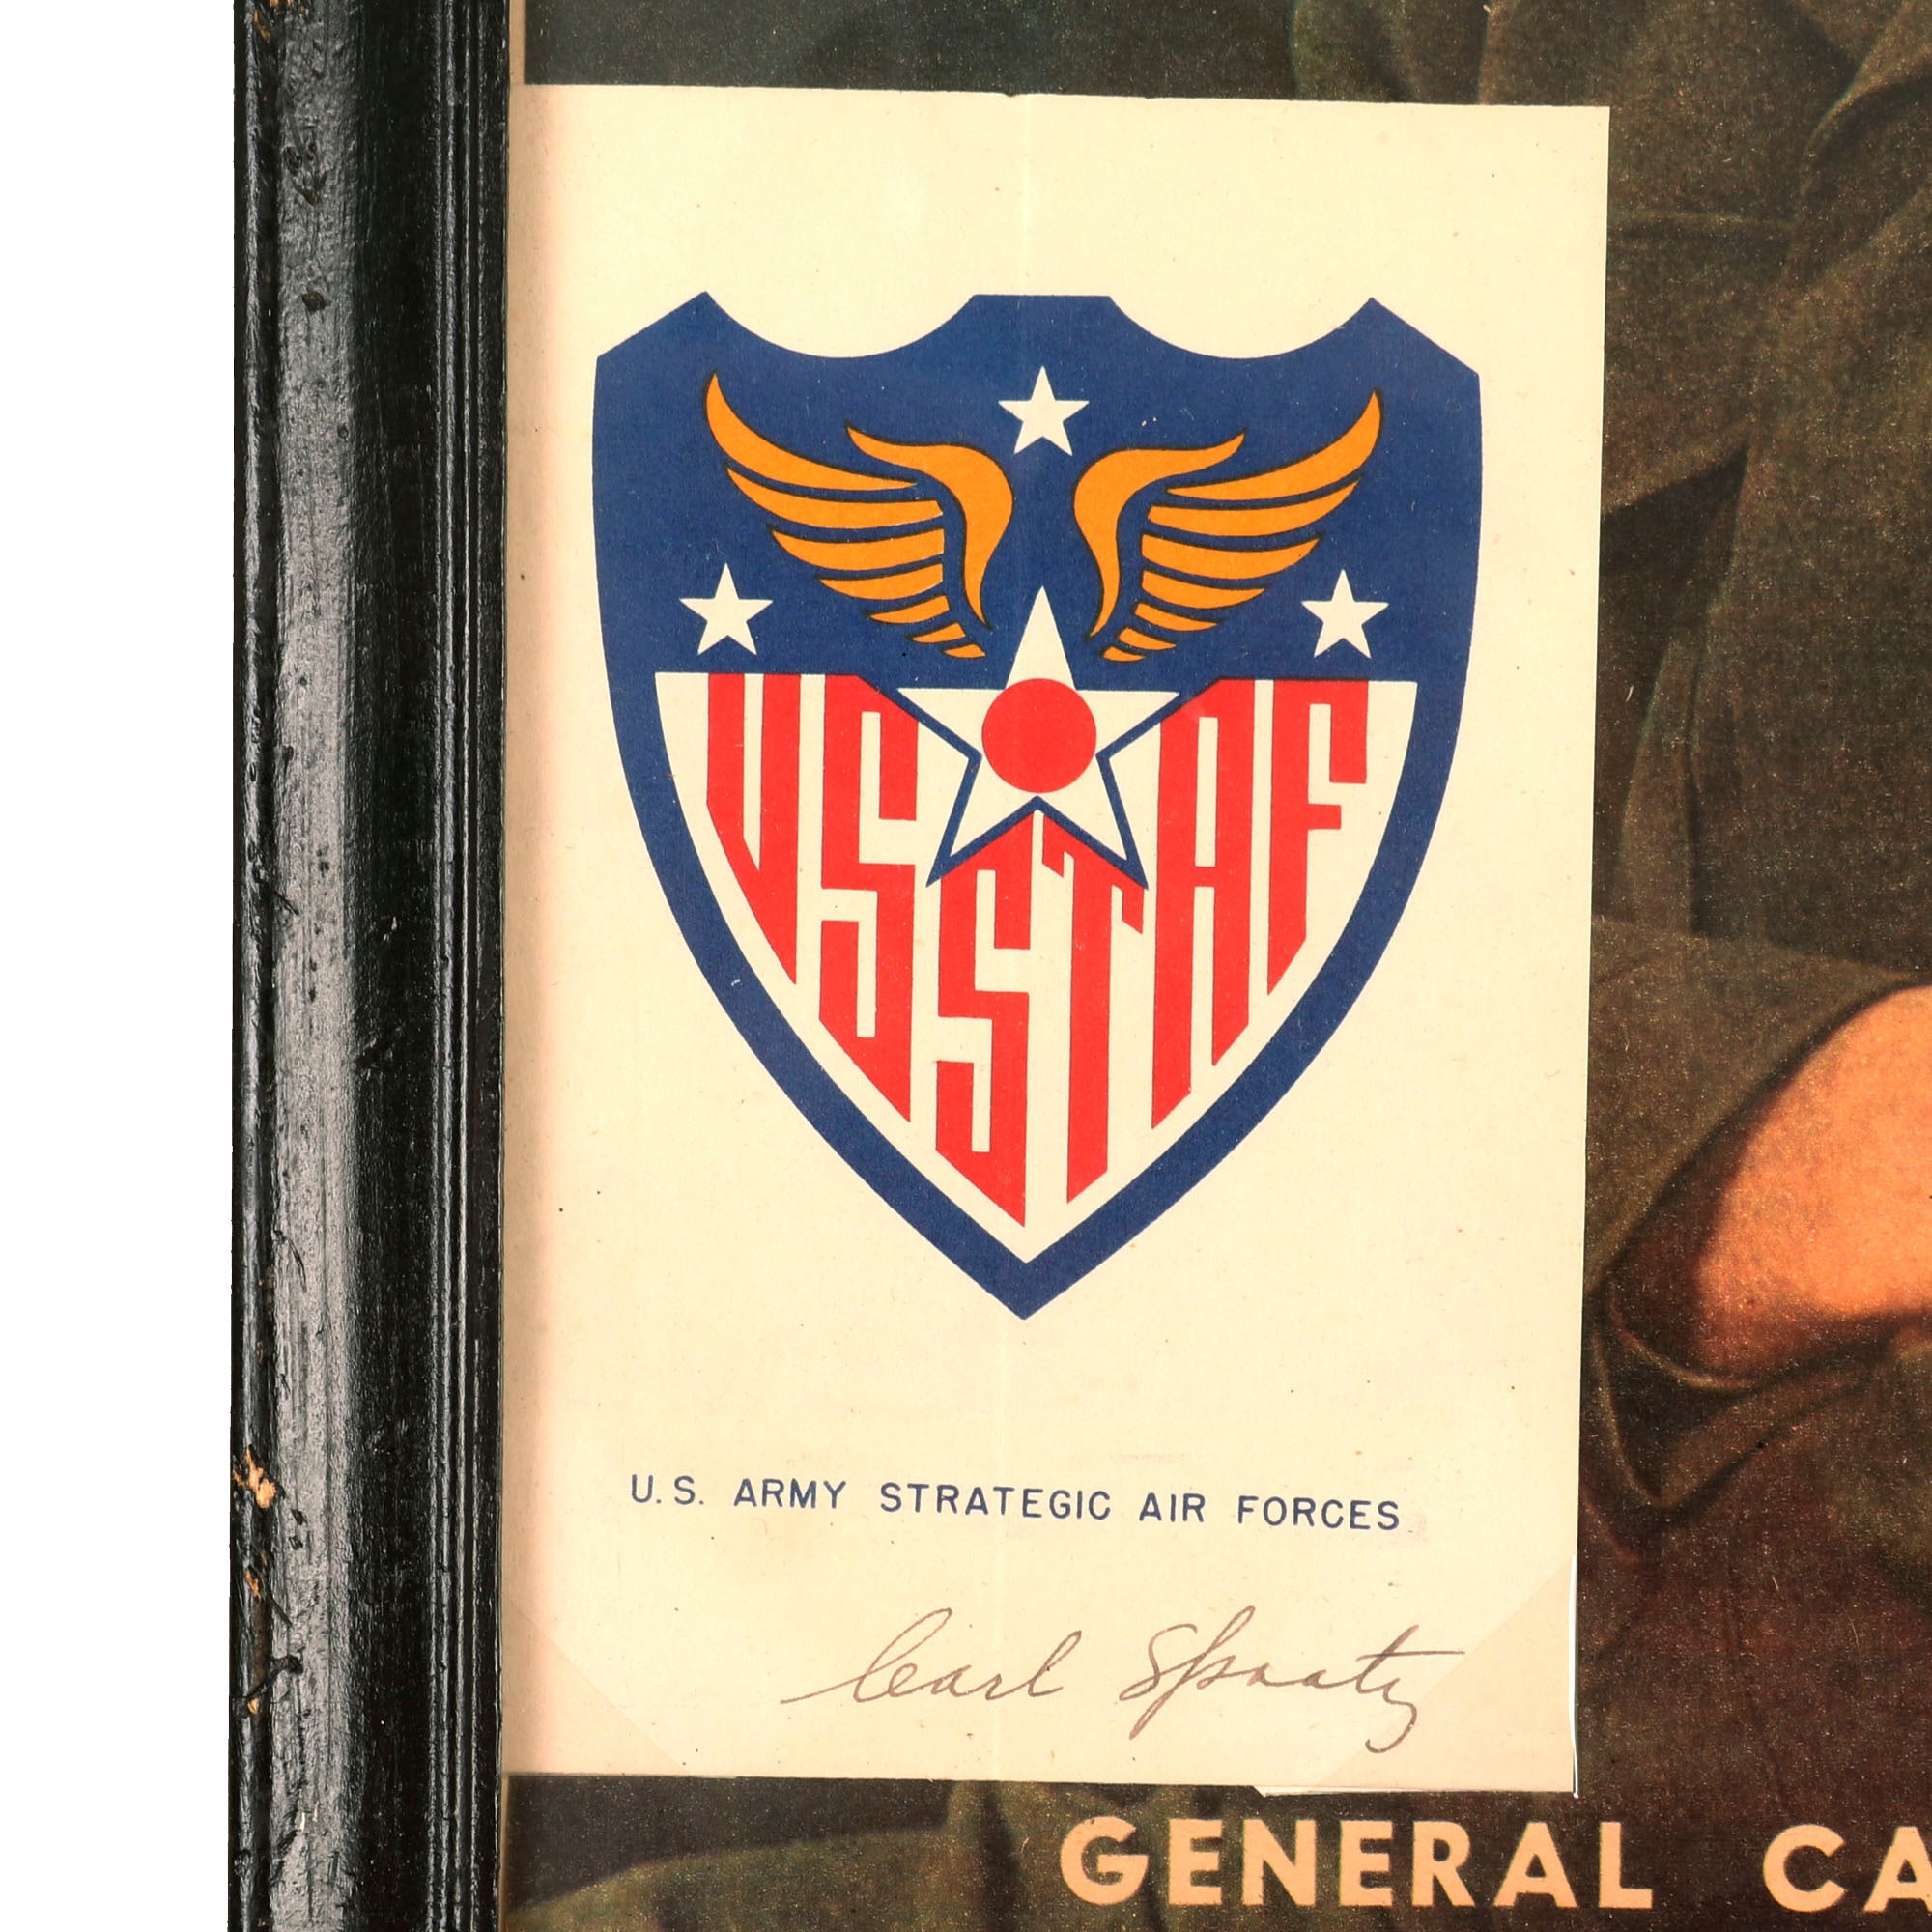 USSTAF
U.S. ARMY STRATEGIC AIR FORCES
Carl Spaatz
GENERAL CA